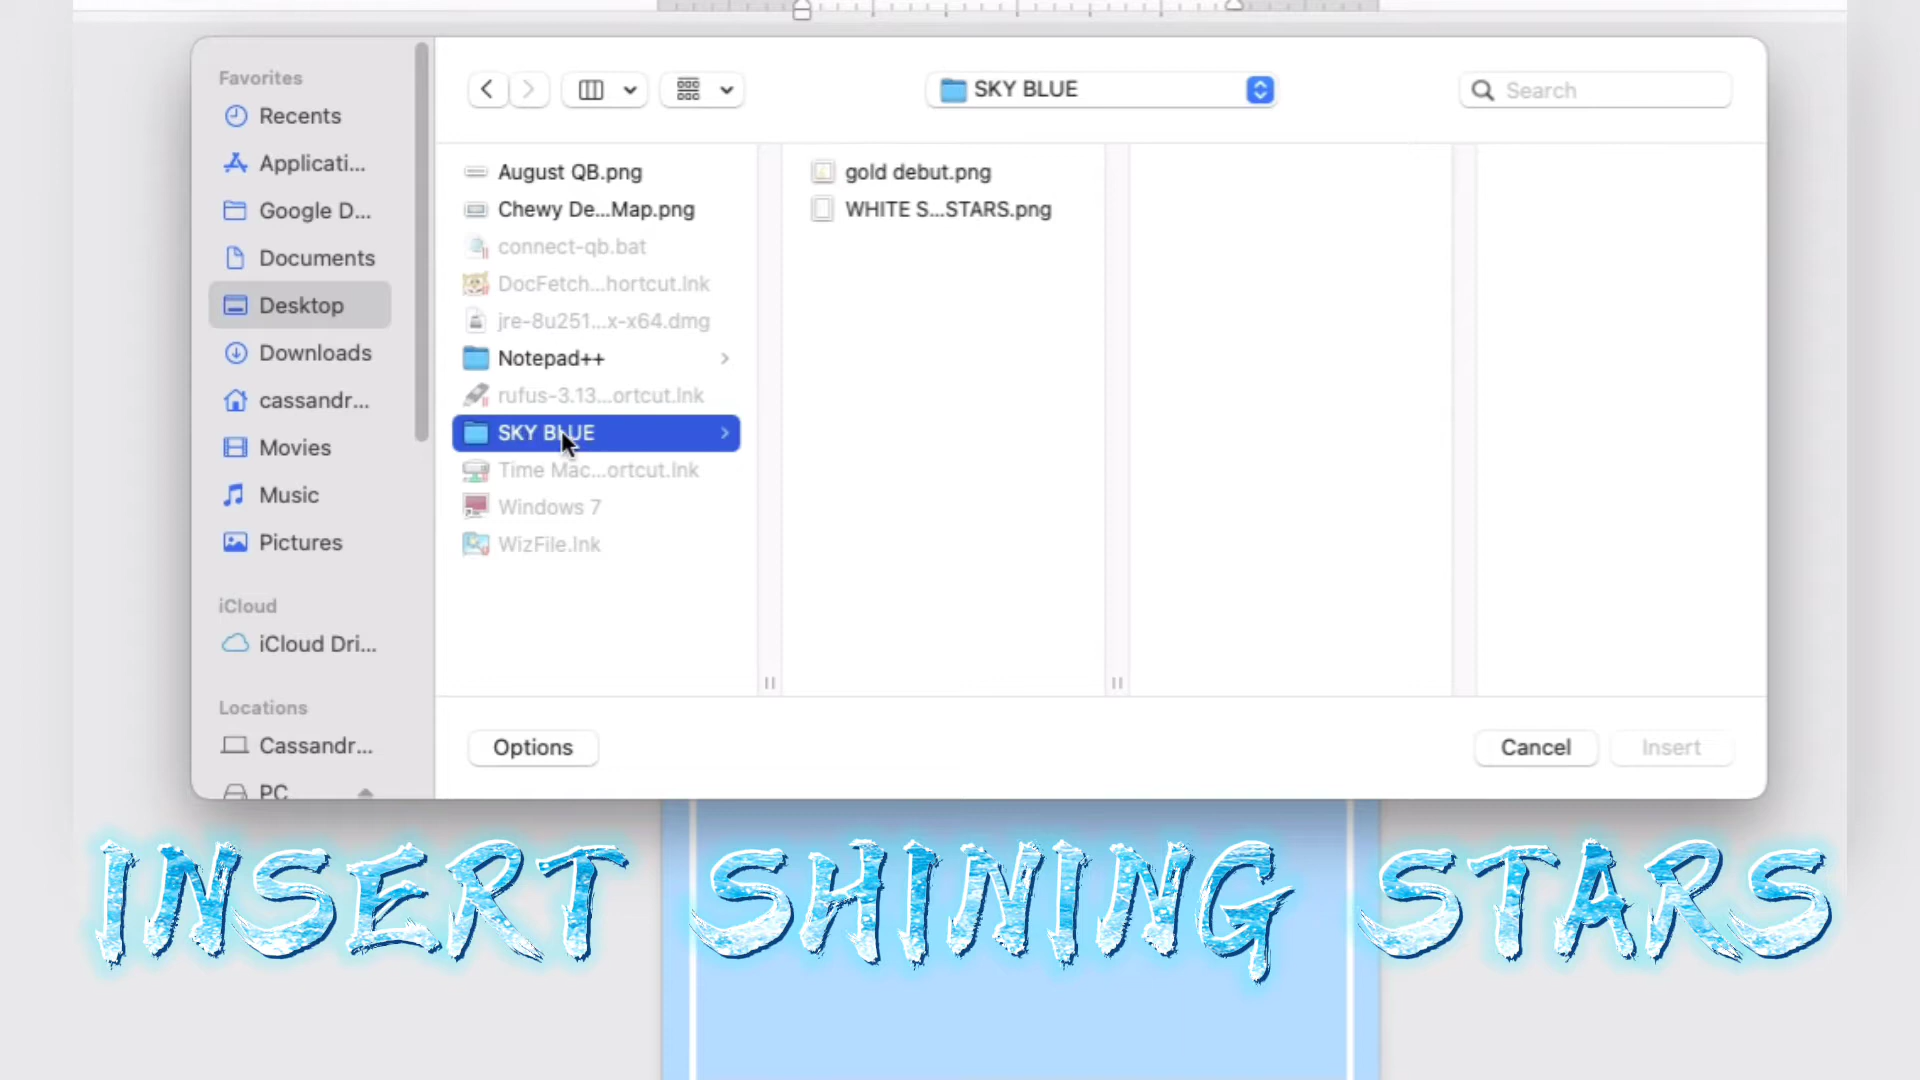 Favorites
Recents
Applicati...
Google D...
Documents
Desktop
Downloads
cassandr...
Movies
Music
Pictures
iCloud
iCloud Dri...
Locations
Cassandr...
PC
SKY BLUE
Search
August QB.png
Chewy De...Map.png
connect-qb.bat
DocFetch...hortcut.lnk
jre-8u251...x-x64.dmg
Notepad++
rufus-3.13...ortcut.lnk
SKY BLUE
Time Mac...ortcut.lnk
Windows 7
WizFile.lnk
gold debut.png
WHITE S...STARS.png
Options
Cancel
Insert
INSERT SHINING STARS